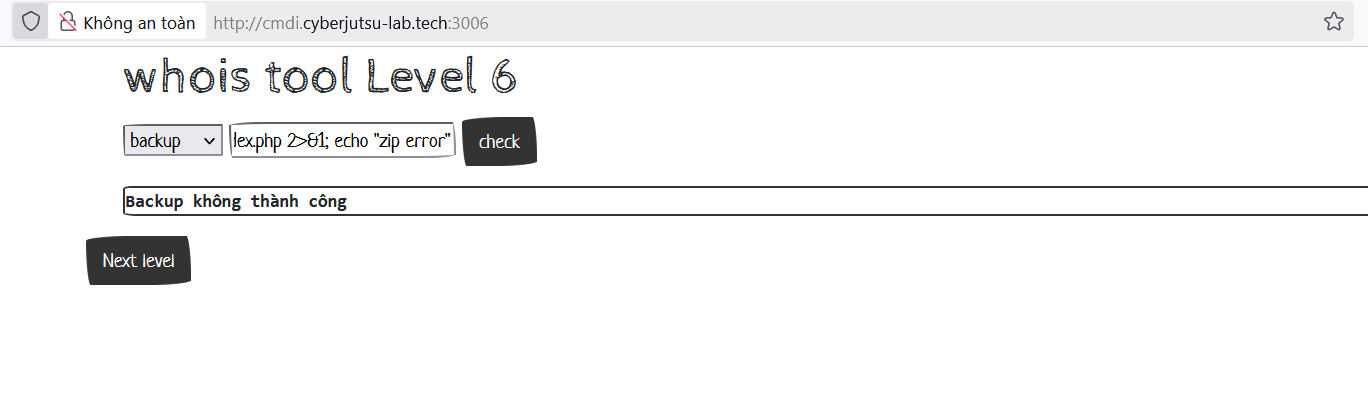 Không an toàn http://cmdi.cyberjutsu-lab.tech:3006
whois tool Level 6
backup lex.php 2>&1; echo "zip error" check
Backup không thành công
Next level